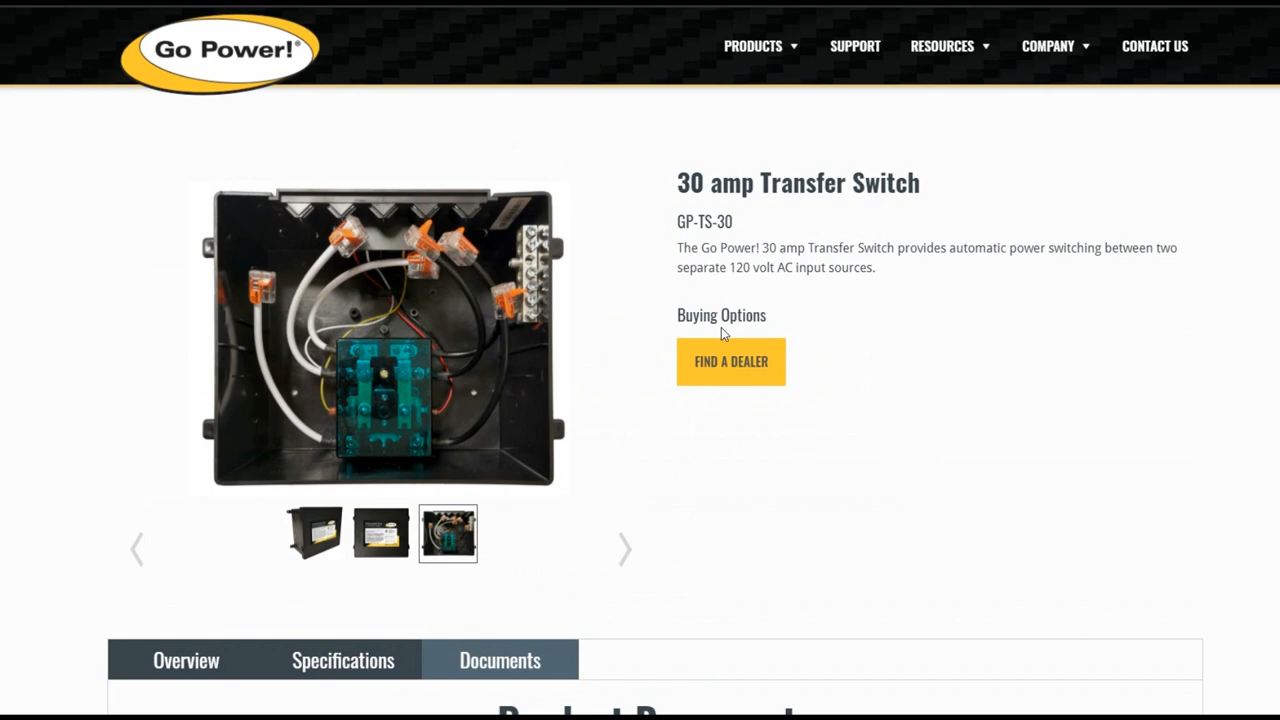 Go Power!®
PRODUCTS
SUPPORT
RESOURCES
COMPANY
CONTACT US
30 amp Transfer Switch
GP-TS-30
The Go Power! 30 amp Transfer Switch provides automatic power switching between two
separate 120 volt AC input sources.
Buying Options
FIND A DEALER
Overview
Specifications
Documents